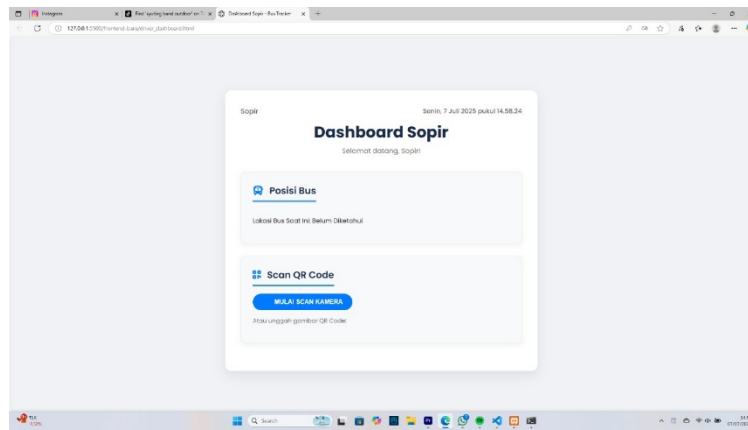 Instagram
Dashboard Sopir - Bus Tracker
Sopir
Senin, 7 Juli 2025 pukul 14.58.24
Dashboard Sopir
Selamat datang, Sopir!
Posisi Bus
Lokasi Bus Saat Ini: Belum Diketahui
Scan QR Code
MULAI SCAN KAMERA
Atau unggah gambar QR Code:
Search